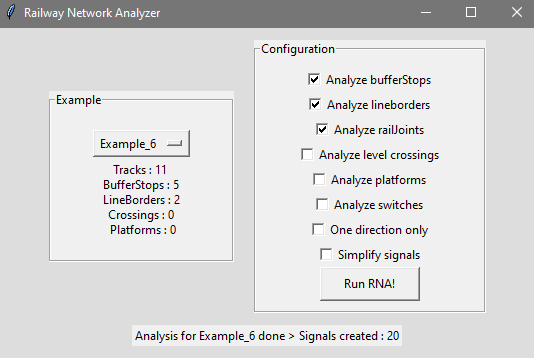 Railway Network Analyzer
Example
Example_6
Tracks : 11
BufferStops : 5
LineBorders : 2
Crossings : 0
Platforms : 0
Configuration
Analyze bufferStops
Analyze lineborders
Analyze railJoints
Analyze level crossings
Analyze platforms
Analyze switches
One direction only
Simplify signals
Run RNA!
Analysis for Example_6 done > Signals created : 20